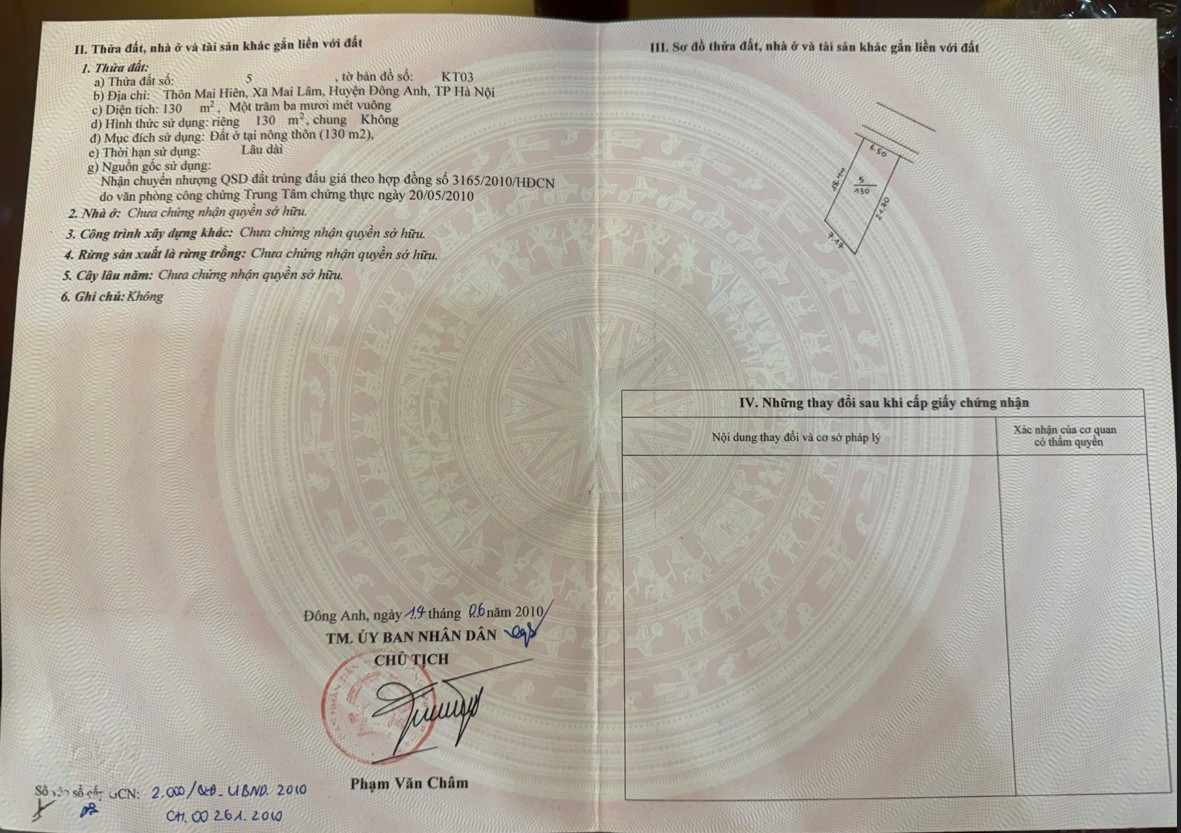 II. Thửa đất, nhà ở và tài sản khác gắn liền với đất
1. Thửa đất:
a) Thửa đất số: 5 , tờ bản đồ số: KT03
b) Địa chỉ: Thôn Mai Hiên, Xã Mai Lâm, Huyện Đông Anh, TP Hà Nội
c) Diện tích: 130 m², Một trăm ba mươi mét vuông
d) Hình thức sử dụng: riêng 130 m², chung Không
đ) Mục đích sử dụng: Đất ở tại nông thôn (130 m2),
e) Thời hạn sử dụng: Lâu dài
g) Nguồn gốc sử dụng:
Nhận chuyển nhượng QSD đất trúng đấu giá theo hợp đồng số 3165/2010/HĐCN
do văn phòng công chứng Trung Tâm chứng thực ngày 20/05/2010
2. Nhà ở: Chưa chứng nhận quyền sở hữu.
3. Công trình xây dựng khác: Chưa chứng nhận quyền sở hữu.
4. Rừng sản xuất là rừng trồng: Chưa chứng nhận quyền sở hữu.
5. Cây lâu năm: Chưa chứng nhận quyền sở hữu.
6. Ghi chú: Không
Đông Anh, ngày 19 tháng 06 năm 2010
TM. ỦY BAN NHÂN DÂN
CHỦ TỊCH
Phạm Văn Châm
Số vào sổ cấp GCN: 2.000/QĐ-UBND.2010
CH.00261.2010
III. Sơ đồ thửa đất, nhà ở và tài sản khác gắn liền với đất
6.50
5
130
21.90
7.17
IV. Những thay đổi sau khi cấp giấy chứng nhận
Nội dung thay đổi và cơ sở pháp lý
Xác nhận của cơ quan
có thẩm quyền